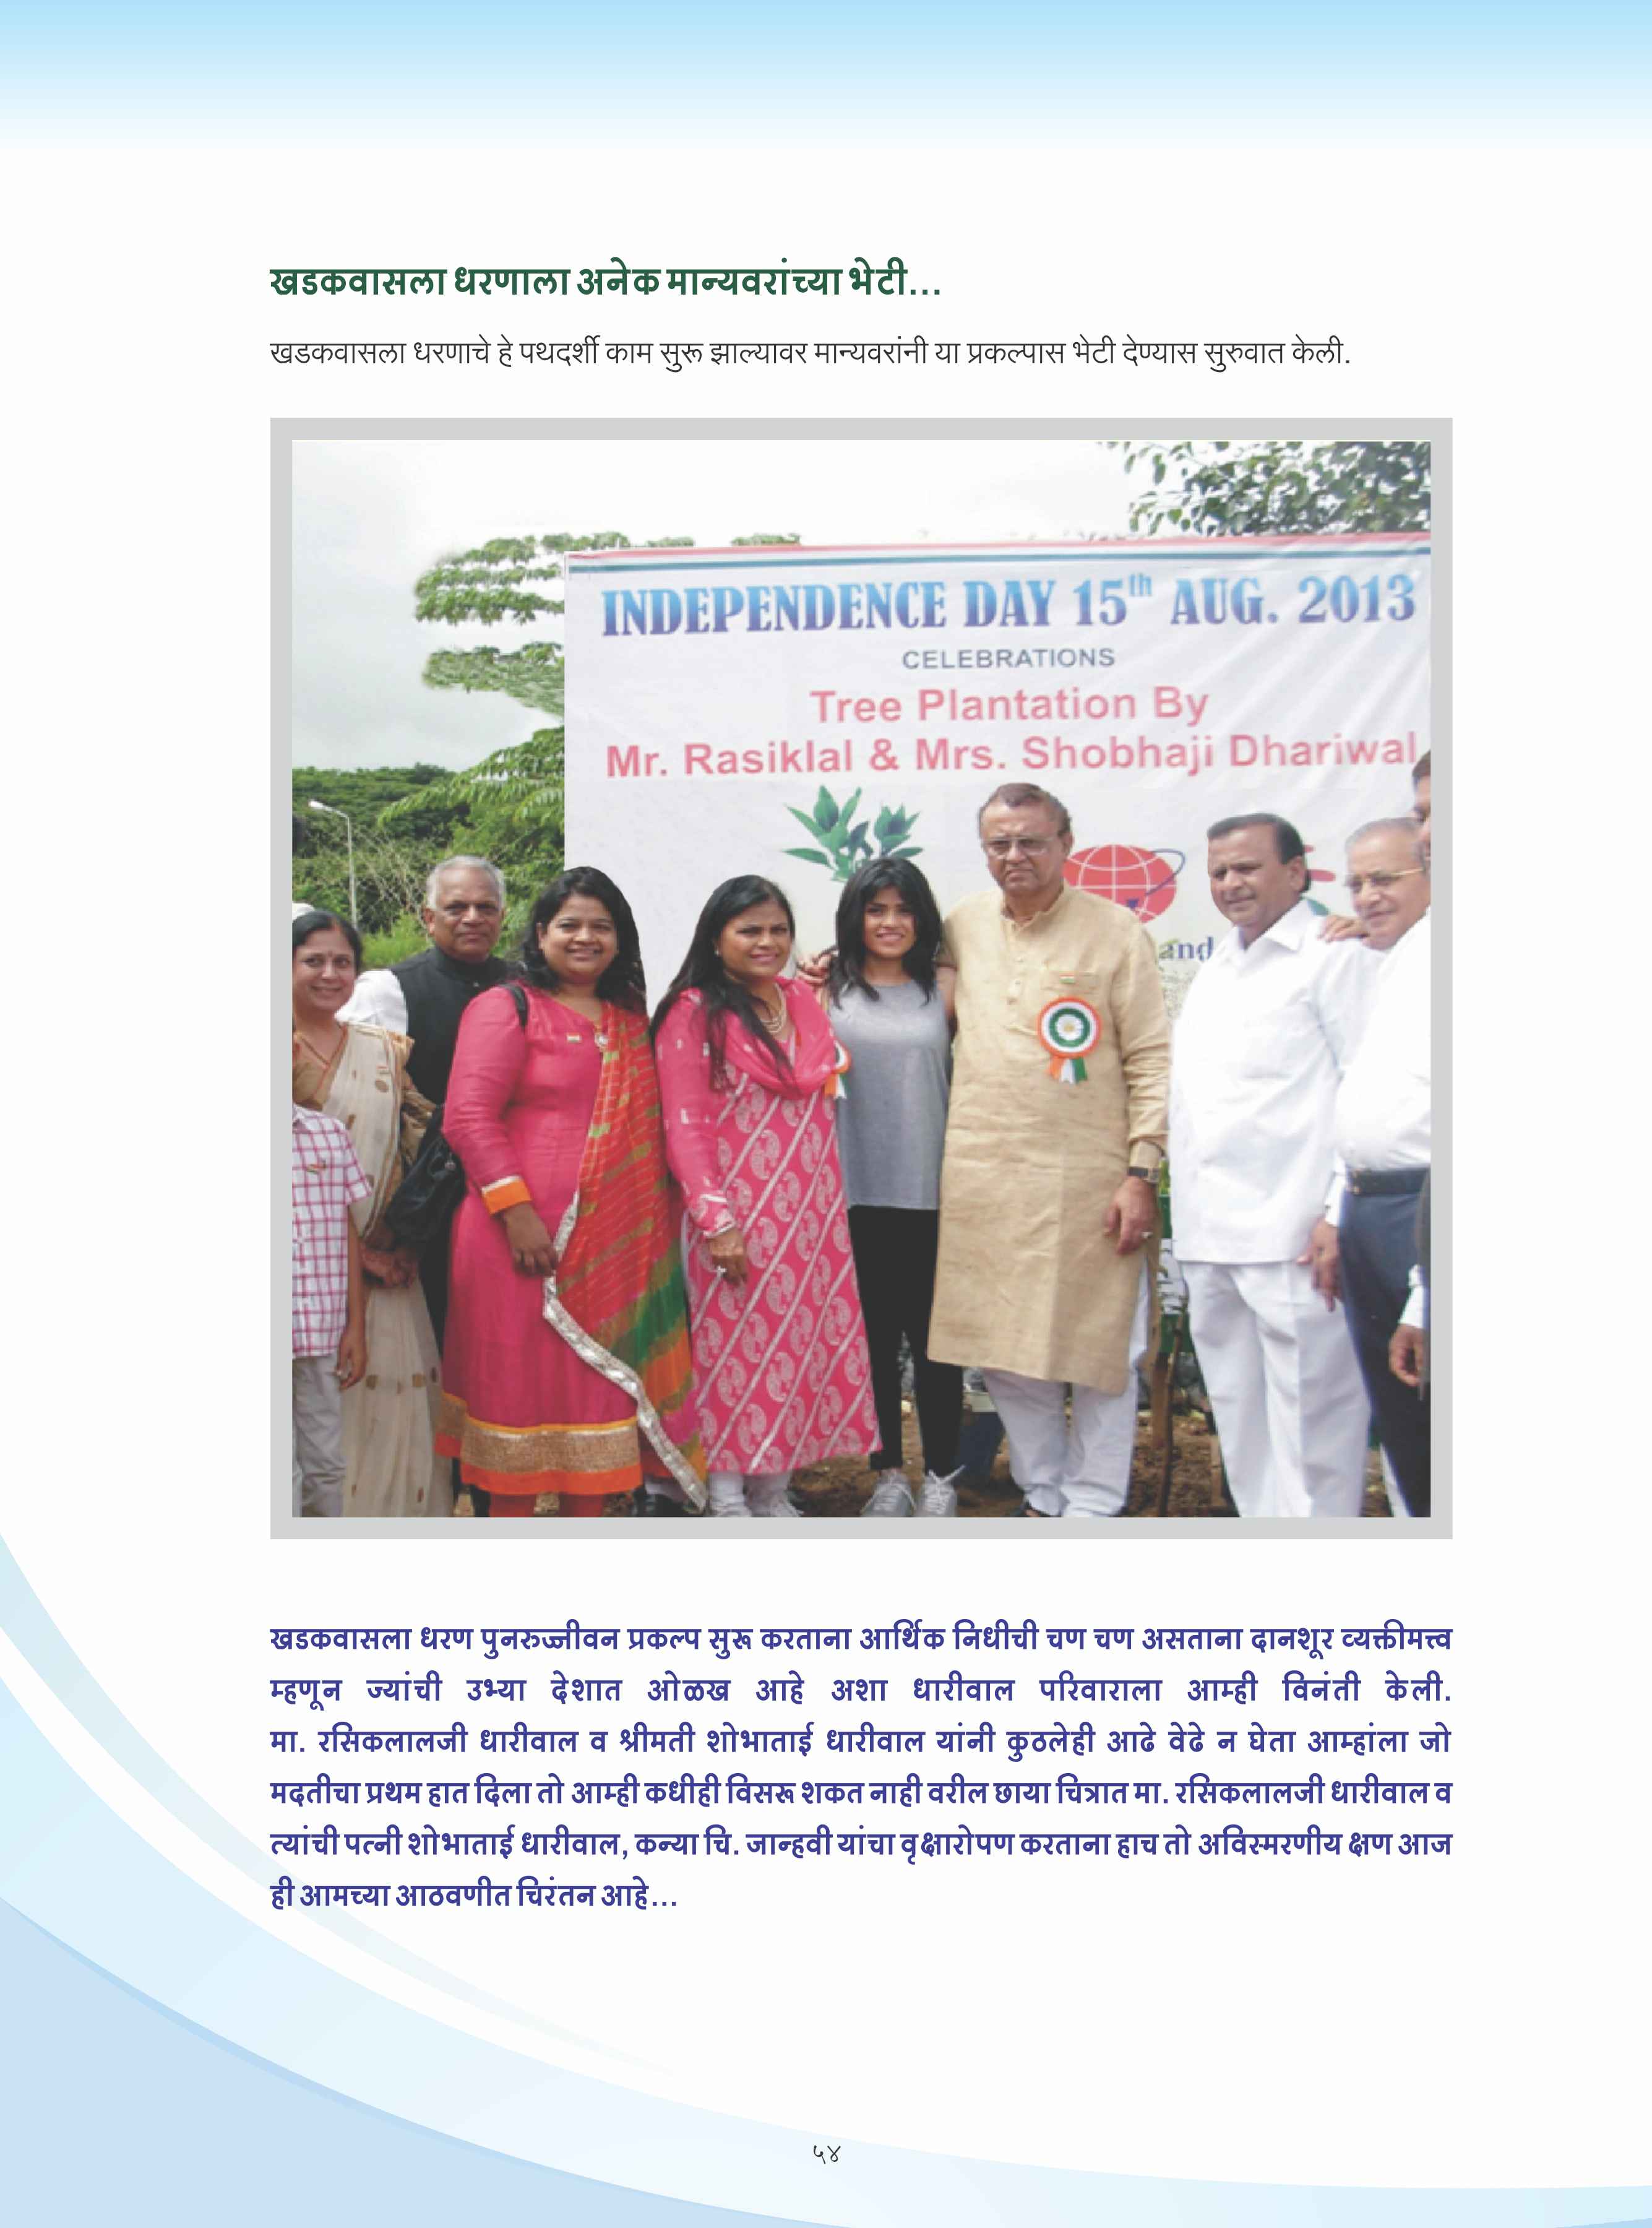 खडकवासला धरणाला अनेक मान्यवरांच्या भेटी...
खडकवासला धरणाचे हे पथदर्शी काम सुरू झाल्यावर मान्यवरांनी या प्रकल्पास भेटी देण्यास सुरुवात केली.
INDEPENDENCE DAY 15th AUG. 2013
CELEBRATIONS
Tree Plantation By
Mr. Rasiklal & Mrs. Shobhaji Dhariwal
and
खडकवासला धरण पुनरुज्जीवन प्रकल्प सुरू करताना आर्थिक निधीची चण चण असताना दानशूर व्यक्तीमत्त्व
म्हणून ज्यांची उभ्या देशात ओळख आहे अशा धारीवाल परिवाराला आम्ही विनंती केली.
मा. रसिकलालजी धारीवाल व श्रीमती शोभाताई धारीवाल यांनी कुठलेही आढे वेढे न घेता आम्हांला जो
मदतीचा प्रथम हात दिला तो आम्ही कधीही विसरू शकत नाही वरील छाया चित्रात मा. रसिकलालजी धारीवाल व
त्यांची पत्नी शोभाताई धारीवाल, कन्या चि. जान्हवी यांचा वृक्षारोपण करताना हाच तो अविस्मरणीय क्षण आज
ही आमच्या आठवणीत चिरंतन आहे...
५४